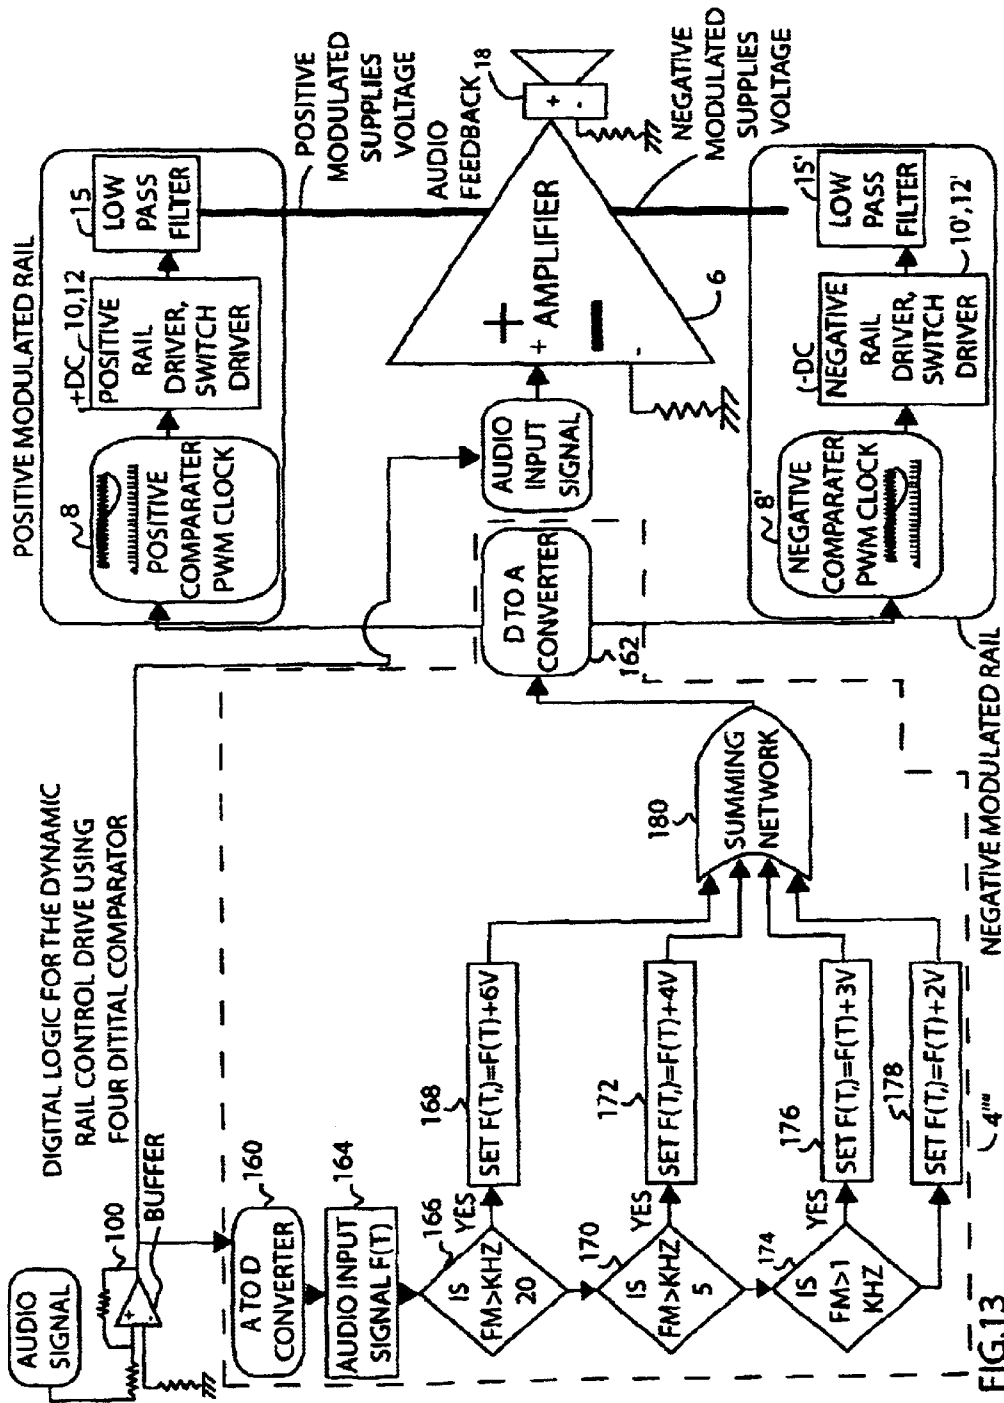 DIGITAL LOGIC FOR THE DYNAMIC
RAIL CONTROL DRIVE USING
FOUR DITITAL COMPARATOR
AUDIO
SIGNAL
100
BUFFER
160
A TO D
CONVERTER
164
AUDIO INPUT
SIGNAL F(T)
166
IS
FM>KHZ
20
YES
168
SET F(T,)=F(T)+6V
170
IS
FM>KHZ
5
YES
172
SET F(T,)=F(T)+4V
174
IS
FM>1
KHZ
YES
176
SET F(T,)=F(T)+3V
178
SET F(T,)=F(T)+2V
180
SUMMING
NETWORK
4""
D TO A
CONVERTER
162
POSITIVE MODULATED RAIL
8
POSITIVE
COMPARATER
PWM CLOCK
+DC
10,12
POSITIVE
RAIL
DRIVER,
SWITCH
DRIVER
15
LOW
PASS
FILTER
POSITIVE
MODULATED
SUPPLIES
VOLTAGE
AUDIO
INPUT
SIGNAL
+
+ AMPLIFIER
-
6
AUDIO
FEEDBACK
18
+
-
NEGATIVE
MODULATED
SUPPLIES
VOLTAGE
8'
NEGATIVE
COMPARATER
PWM CLOCK
(-DC
NEGATIVE
RAIL
DRIVER,
SWITCH
DRIVER
10',12'
15'
LOW
PASS
FILTER
NEGATIVE MODULATED RAIL
FIG.13